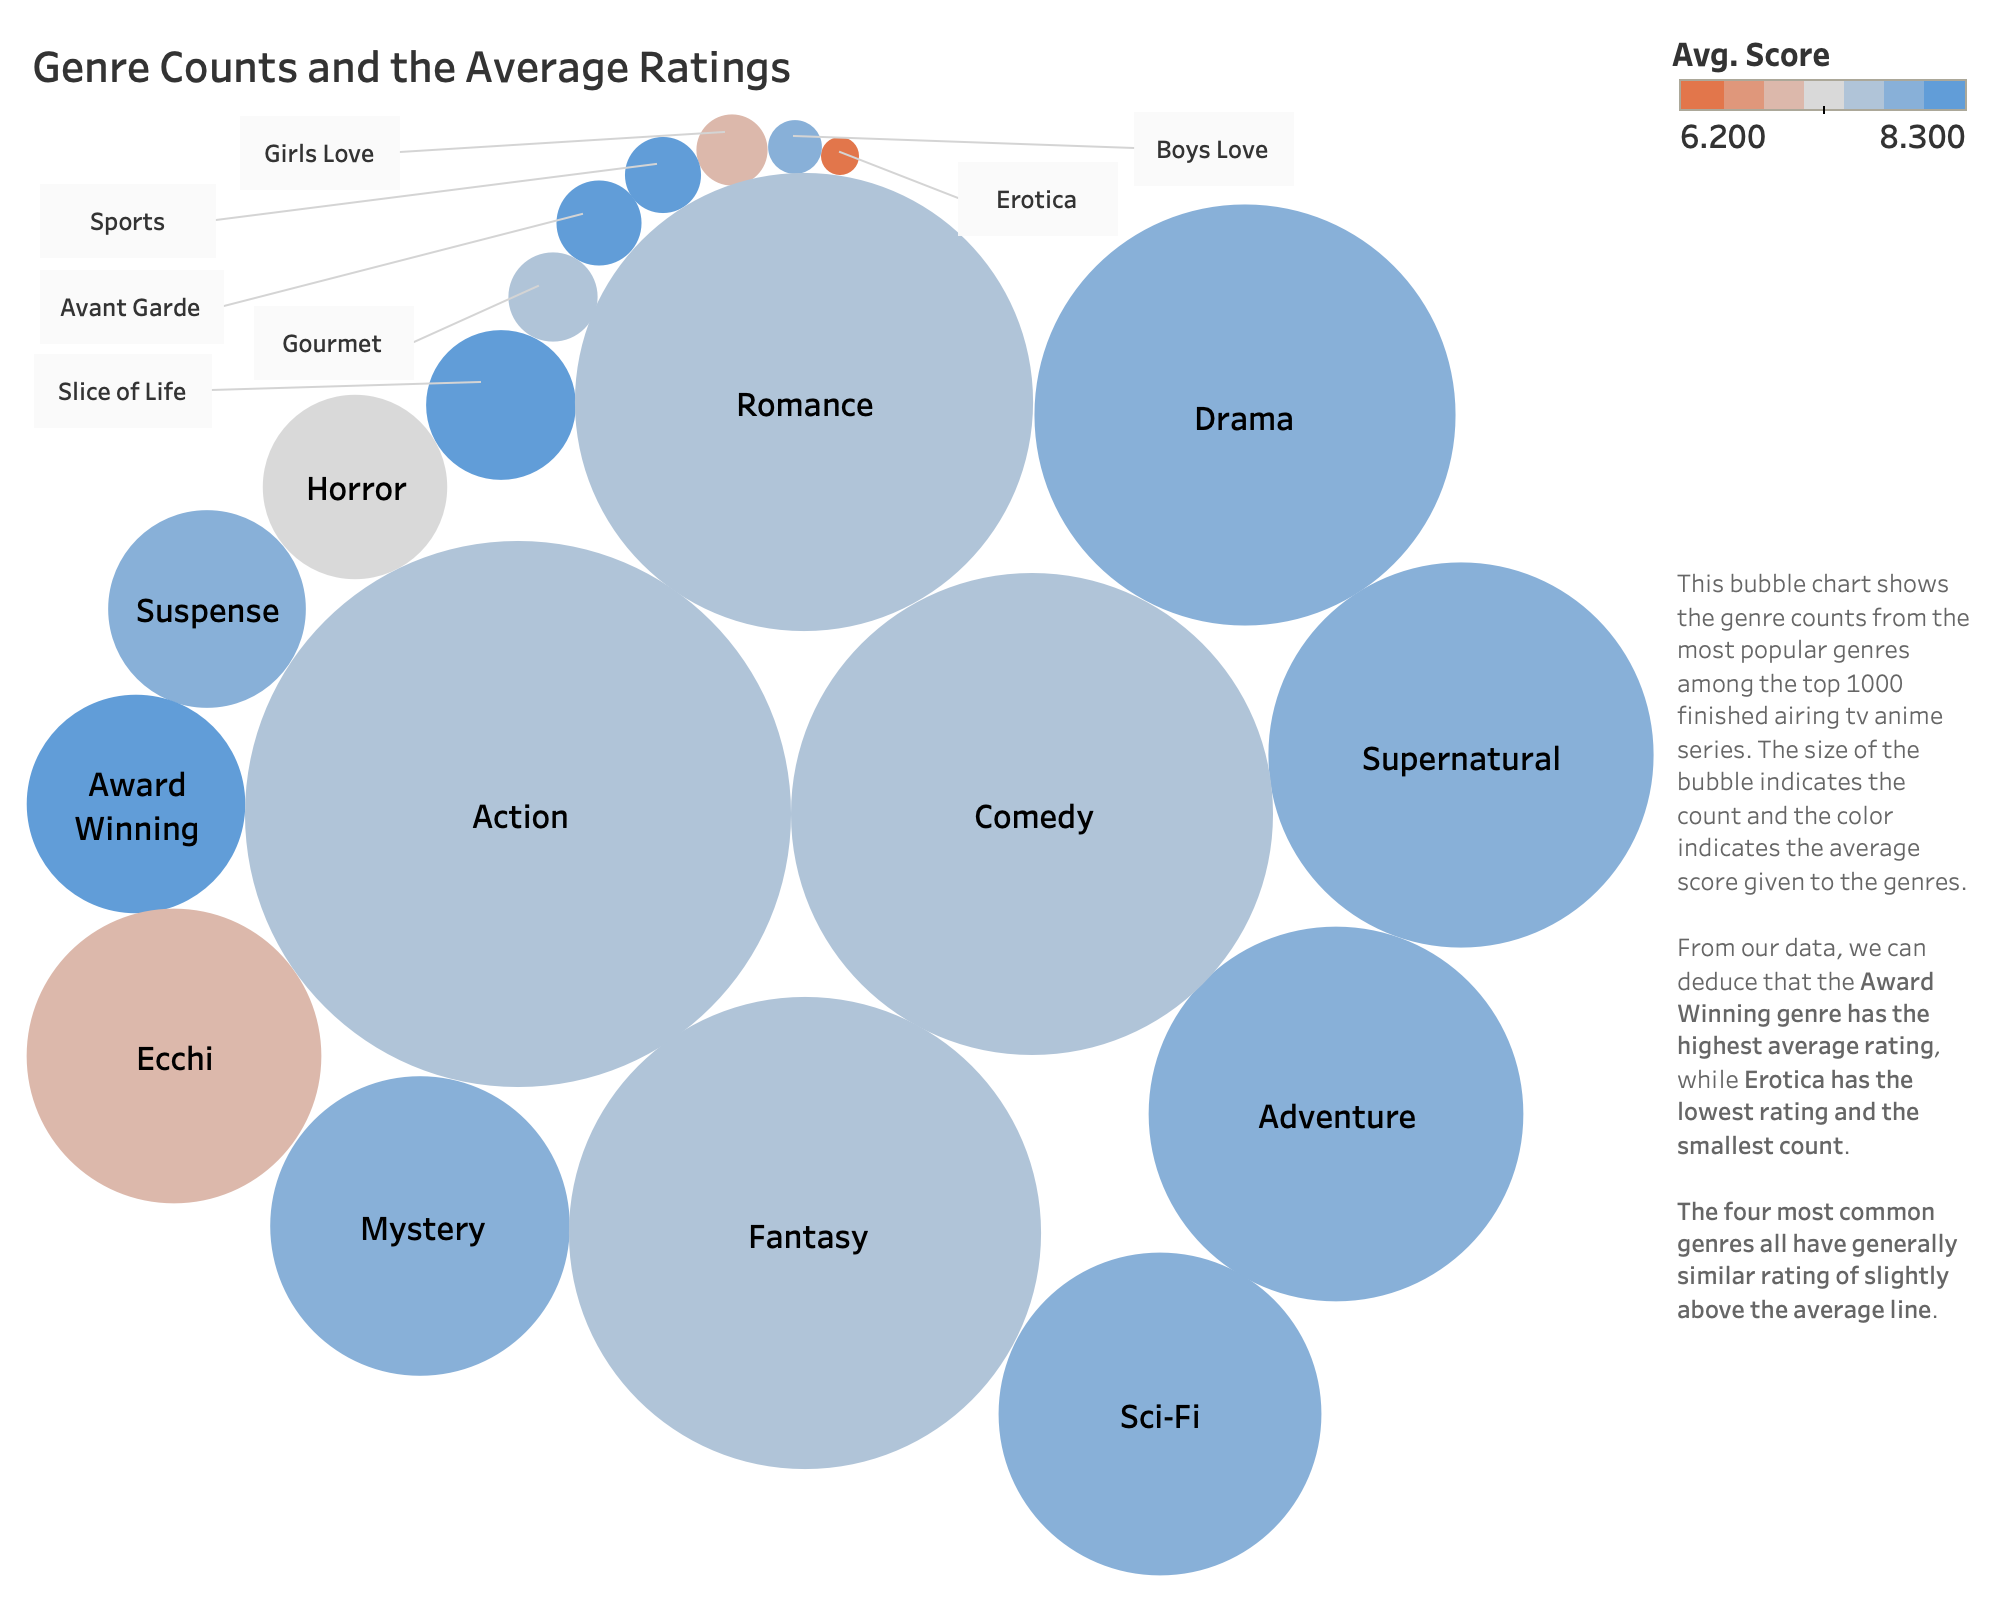 Genre Counts and the Average Ratings
Avg. Score
6.200 8.300
Girls Love
Boys Love
Erotica
Sports
Avant Garde
Gourmet
Slice of Life
Romance
Drama
Horror
Suspense
Supernatural
Award
Winning
Action
Comedy
Ecchi
Adventure
Mystery
Fantasy
Sci-Fi
This bubble chart shows
the genre counts from the
most popular genres
among the top 1000
finished airing tv anime
series. The size of the
bubble indicates the
count and the color
indicates the average
score given to the genres.
From our data, we can
deduce that the Award
Winning genre has the
highest average rating,
while Erotica has the
lowest rating and the
smallest count.
The four most common
genres all have generally
similar rating of slightly
above the average line.